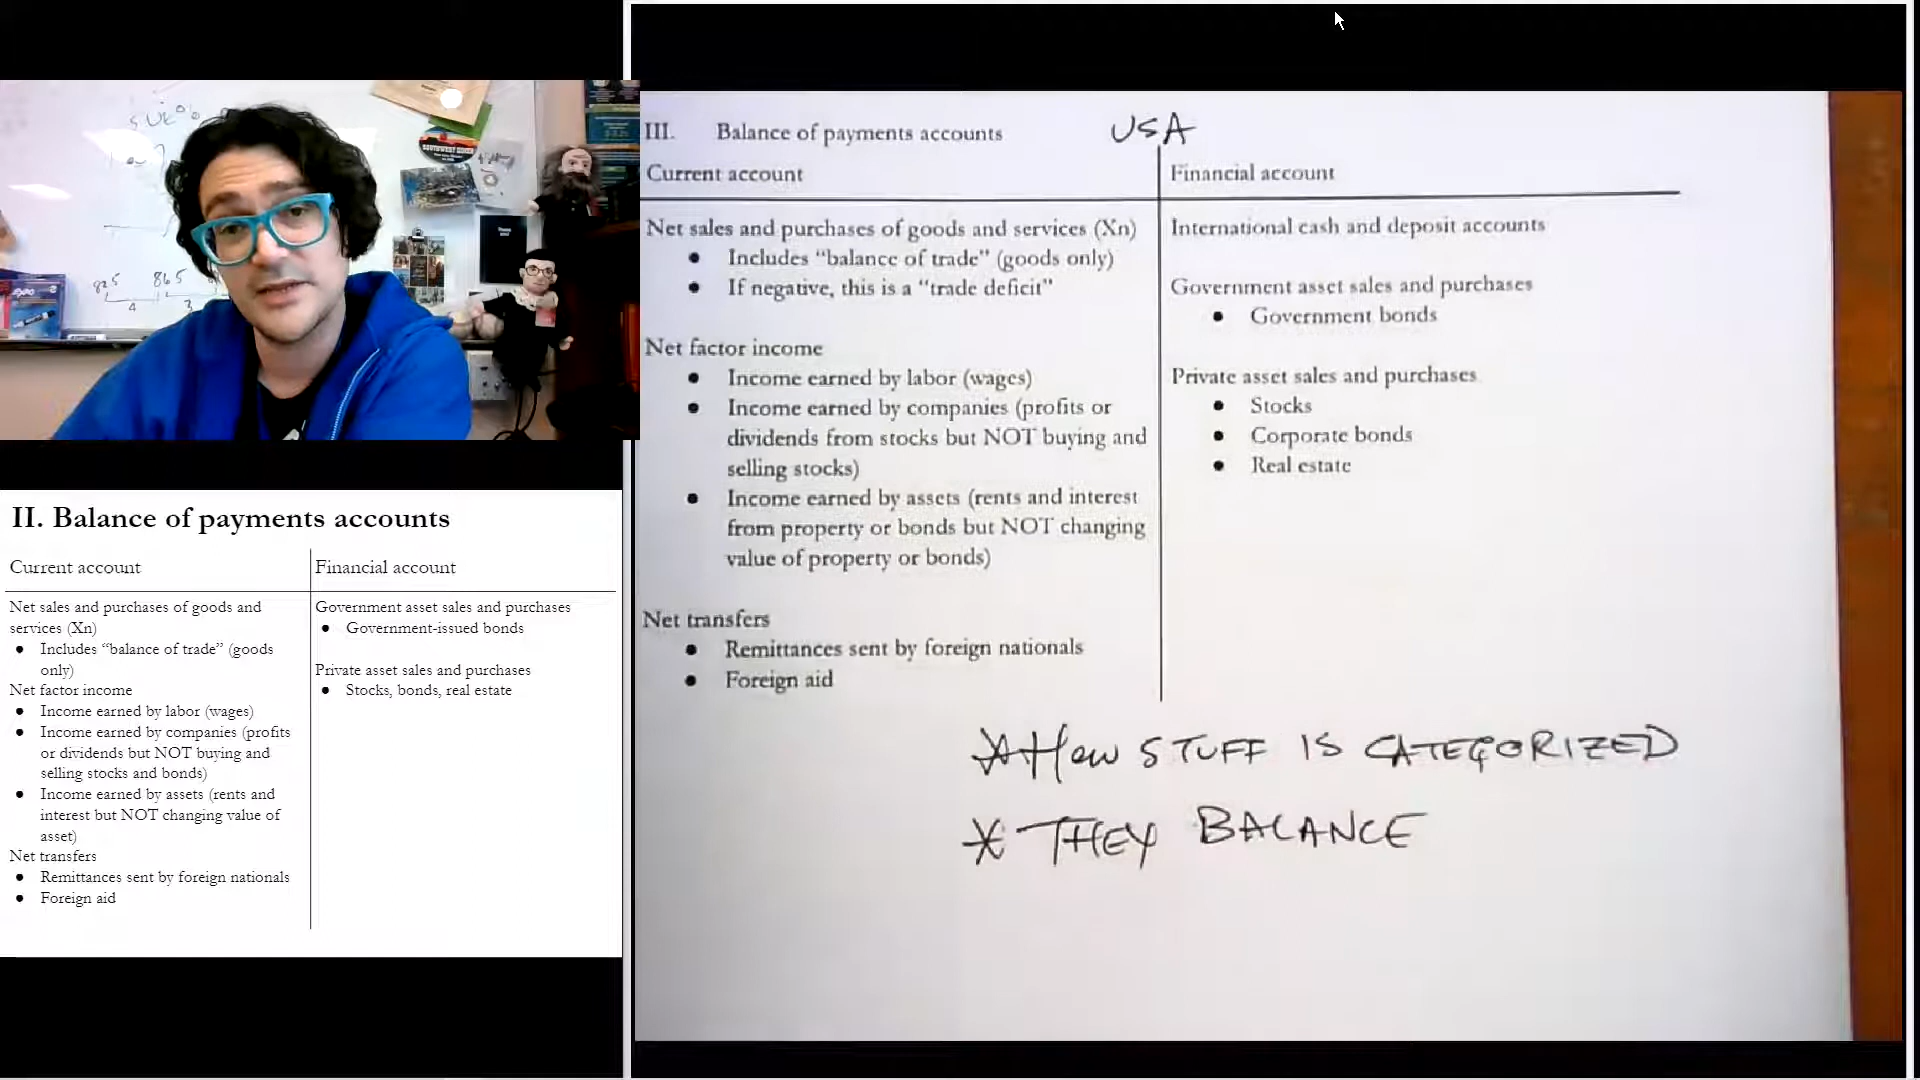 SOUTHWEST
82.5
86.5
4
3
EXPO
II. Balance of payments accounts
Current account
Financial account
Net sales and purchases of goods and
services (Xn)
● Includes “balance of trade” (goods
only)
Net factor income
● Income earned by labor (wages)
● Income earned by companies (profits
or dividends but NOT buying and
selling stocks and bonds)
● Income earned by assets (rents and
interest but NOT changing value of
asset)
Net transfers
● Remittances sent by foreign nationals
● Foreign aid
Government asset sales and purchases
● Government-issued bonds
Private asset sales and purchases
● Stocks, bonds, real estate
III. Balance of payments accounts
USA
Current account
Financial account
Net sales and purchases of goods and services (Xn)
● Includes “balance of trade” (goods only)
● If negative, this is a “trade deficit”
Net factor income
● Income earned by labor (wages)
● Income earned by companies (profits or
dividends from stocks but NOT buying and
selling stocks)
● Income earned by assets (rents and interest
from property or bonds but NOT changing
value of property or bonds)
Net transfers
● Remittances sent by foreign nationals
● Foreign aid
International cash and deposit accounts
Government asset sales and purchases
● Government bonds
Private asset sales and purchases
● Stocks
● Corporate bonds
● Real estate
* How STUFF IS CATEGORIZED
* THEY BALANCE